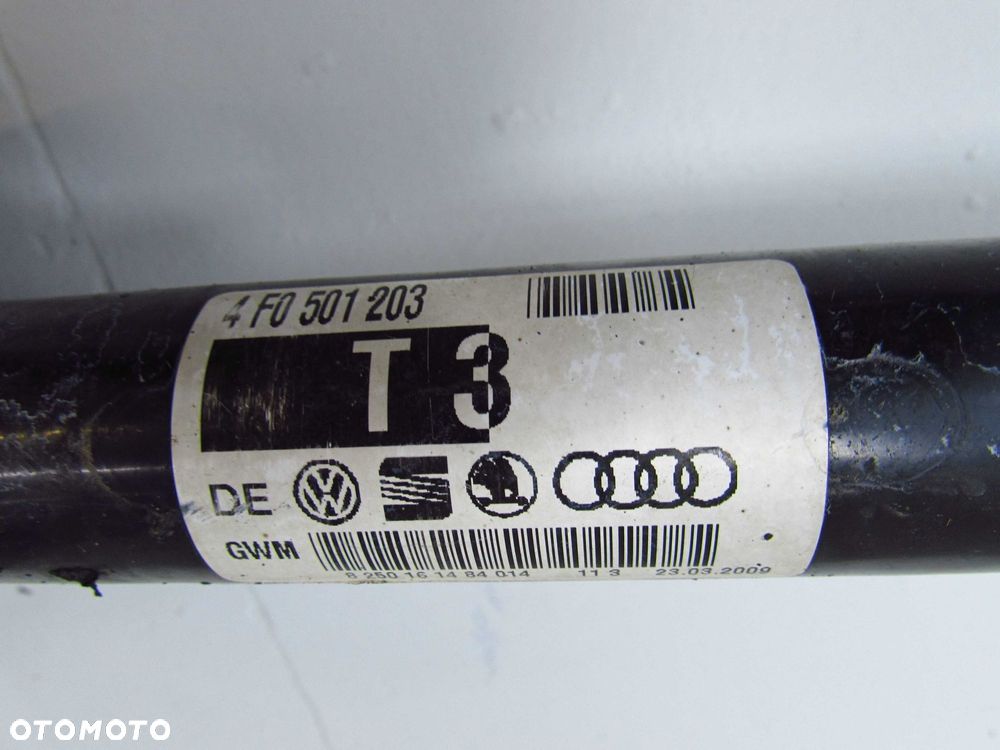 4F0 501 203
T 3
DE
GWM
8 250 16 14 84 014 11 3 23.03.2009
OTOMOTO